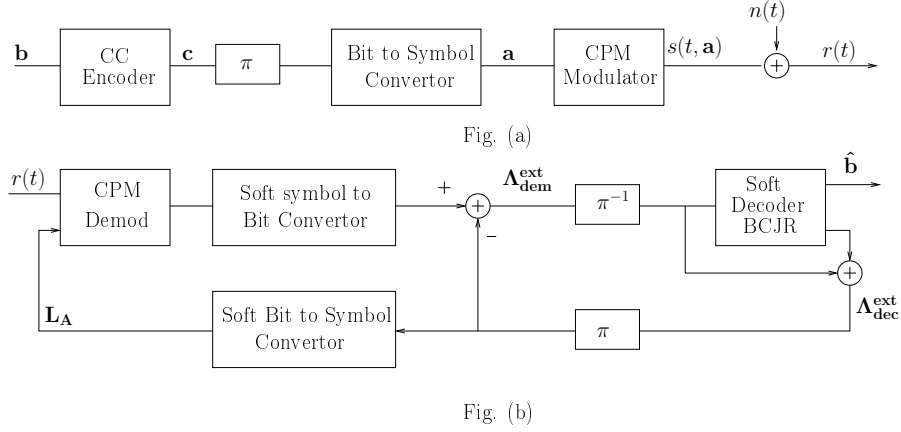 b
CC
Encoder
c
π
Bit to Symbol
Convertor
a
CPM
Modulator
s(t, a)
n(t)
+
r(t)
Fig. (a)
r(t)
CPM
Demod
Soft symbol to
Bit Convertor
+
+
−
Λ_dem^ext
π^{−1}
Soft
Decoder
BCJR
b̂
+
Λ_dec^ext
L_A
Soft Bit to Symbol
Convertor
π
Fig. (b)